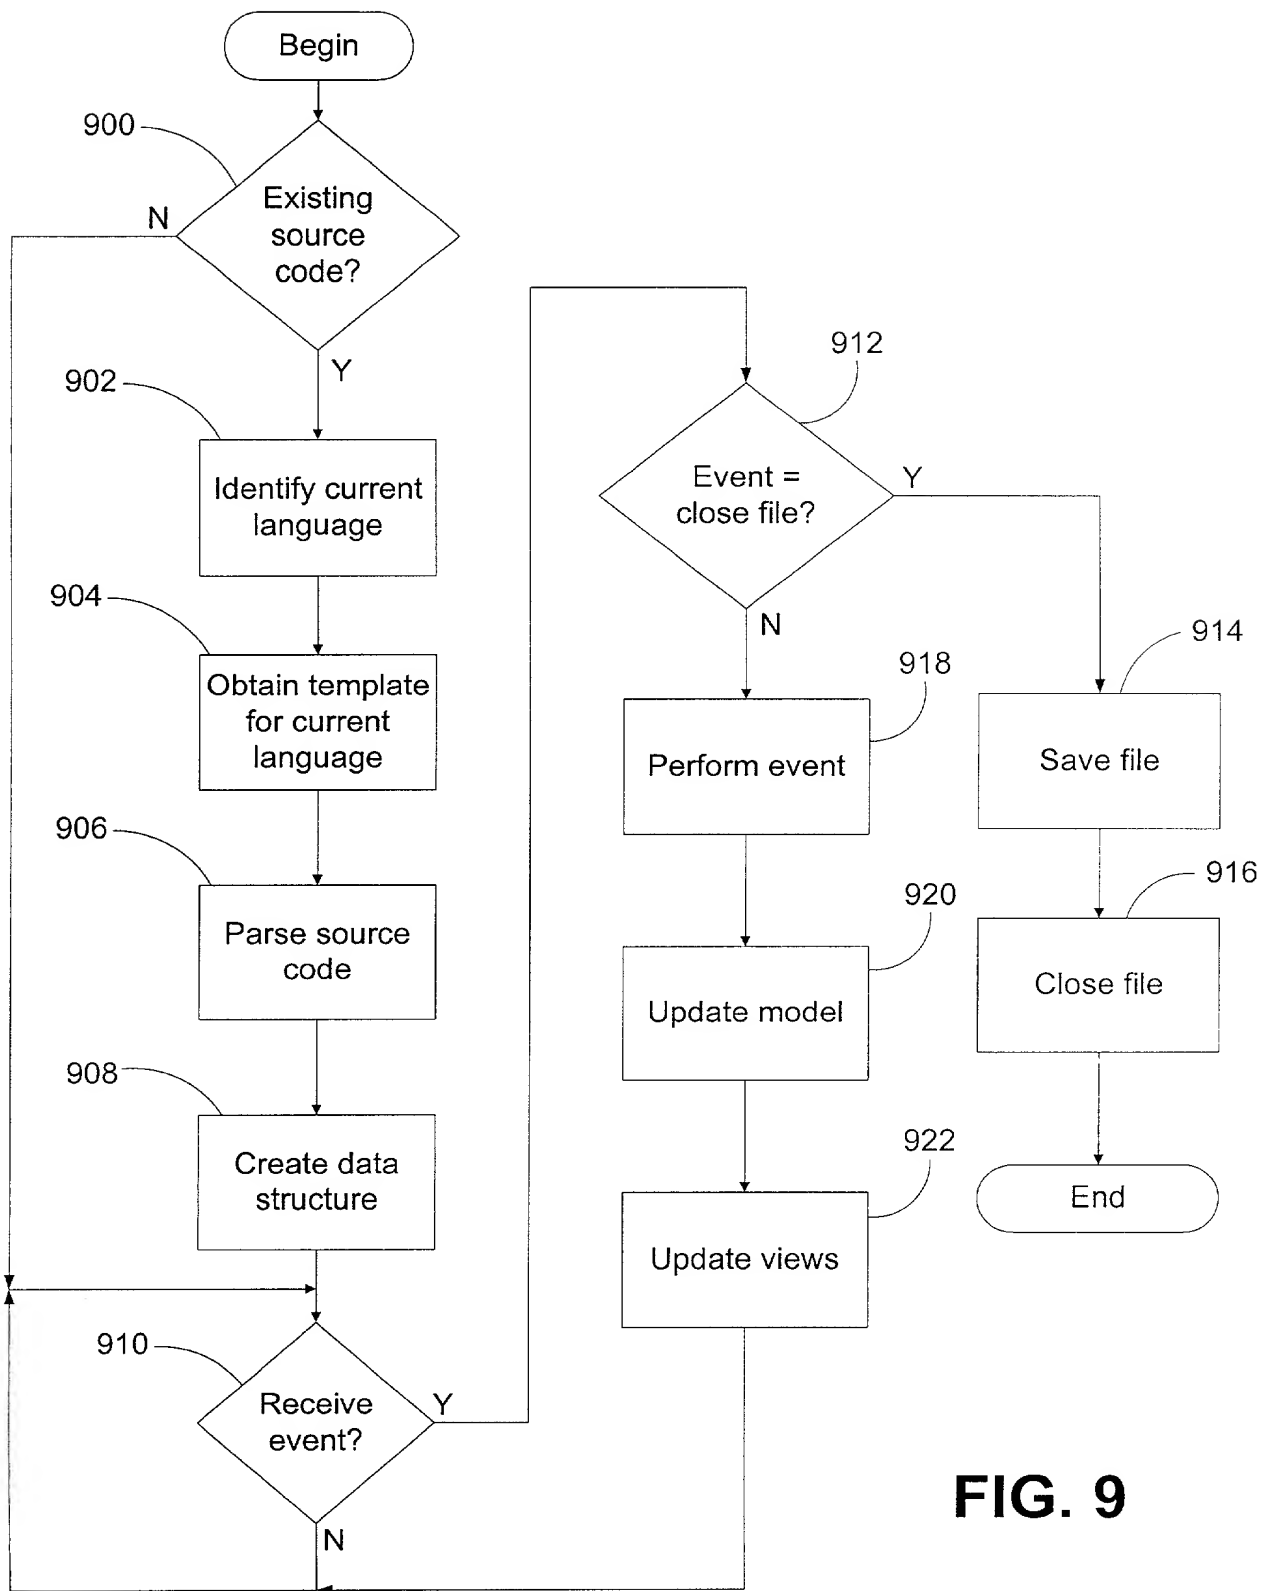 Begin
900
Existing
source
code?
N
Y
902
Identify current
language
904
Obtain template
for current
language
906
Parse source
code
908
Create data
structure
910
Receive
event?
Y
N
912
Event =
close file?
Y
N
918
Perform event
920
Update model
922
Update views
914
Save file
916
Close file
End
FIG. 9